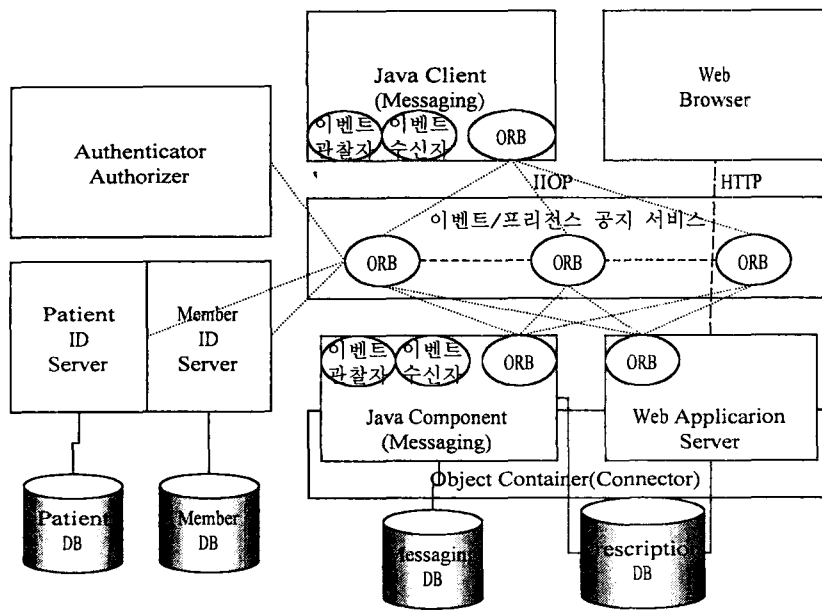 Java Client
(Messaging)
이벤트
관찰자
이벤트
수신자
ORB
Web
Browser
Authenticator
Authorizer
IIOP
HTTP
이벤트/프리젼스 공지 서비스
ORB
ORB
ORB
Patient
ID
Server
Member
ID
Server
이벤트
관찰자
이벤트
수신자
ORB
ORB
Java Component
(Messaging)
Web Applicarion
Server
Object Container(Connector)
Patient
DB
Member
DB
Messaging
DB
Prescription
DB